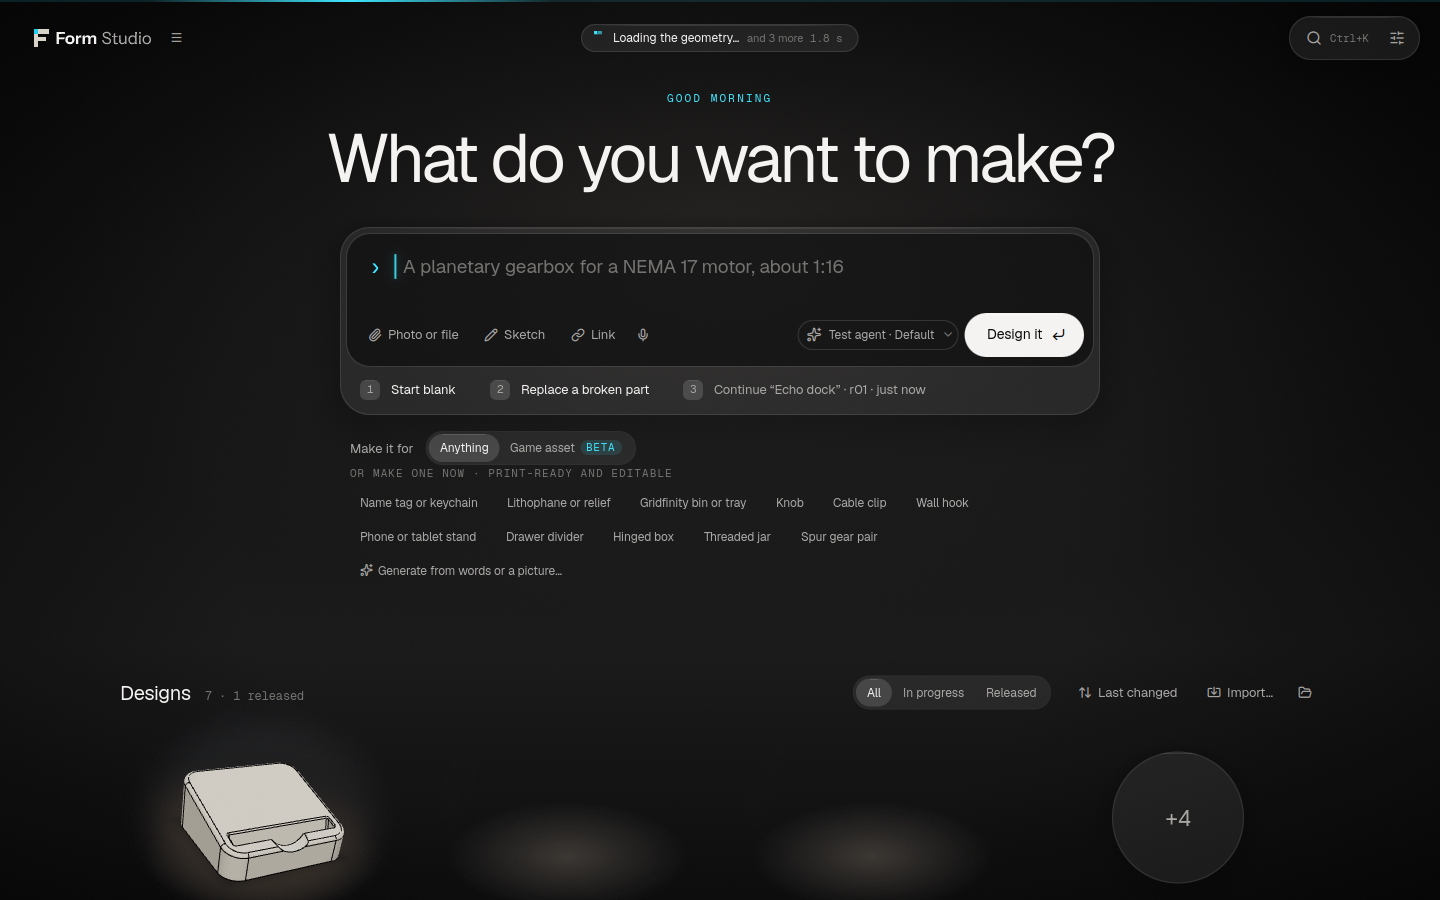 Form Studio
Loading the geometry… and 3 more 1.8 s
Ctrl+K
GOOD MORNING
What do you want to make?
A planetary gearbox for a NEMA 17 motor, about 1:16
Photo or file
Sketch
Link
Test agent · Default
Design it
1 Start blank
2 Replace a broken part
3 Continue “Echo dock” · r01 · just now
Make it for
Anything
Game asset BETA
OR MAKE ONE NOW · PRINT-READY AND EDITABLE
Name tag or keychain
Lithophane or relief
Gridfinity bin or tray
Knob
Cable clip
Wall hook
Phone or tablet stand
Drawer divider
Hinged box
Threaded jar
Spur gear pair
Generate from words or a picture…
Designs 7 · 1 released
All
In progress
Released
Last changed
Import…
+4